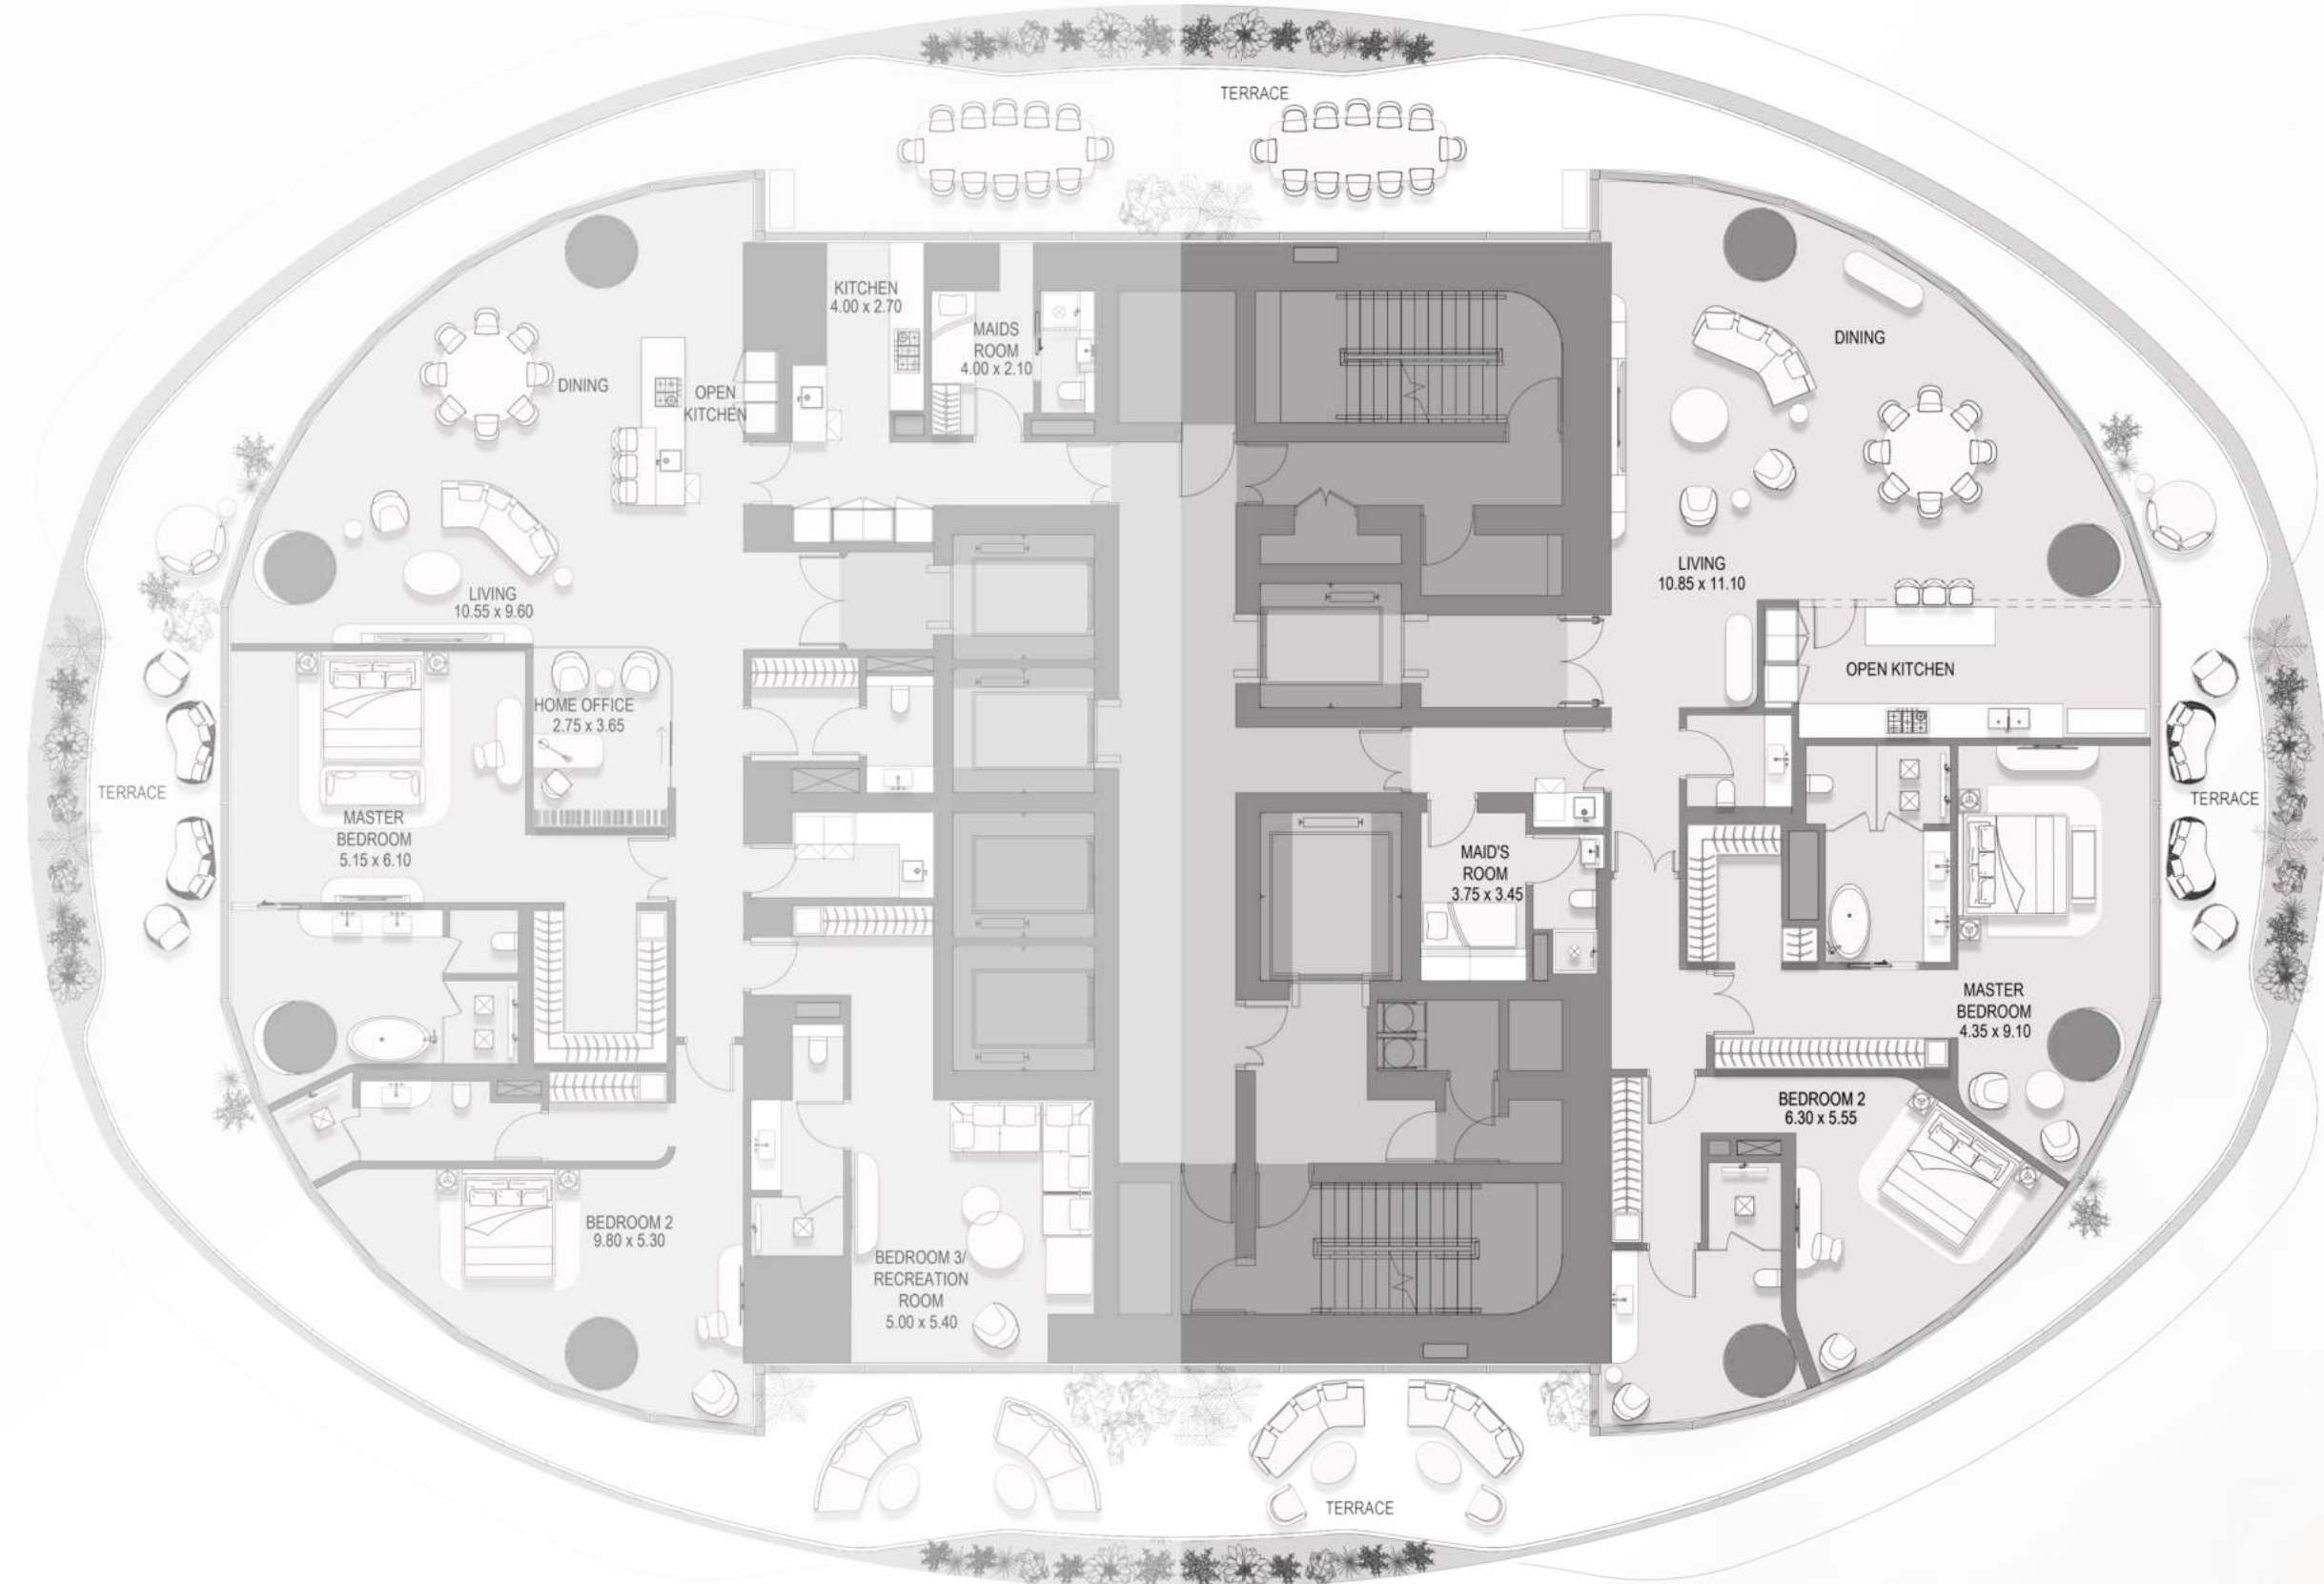 TERRACE
KITCHEN
4.00 x 2.70
MAIDS
ROOM
4.00 x 2.10
DINING
OPEN
KITCHEN
LIVING
10.55 x 9.60
HOME OFFICE
2.75 x 3.65
TERRACE
MASTER
BEDROOM
5.15 x 6.10
BEDROOM 2
9.80 x 5.30
BEDROOM 3/
RECREATION
ROOM
5.00 x 5.40
DINING
LIVING
10.85 x 11.10
OPEN KITCHEN
TERRACE
MAID'S
ROOM
3.75 x 3.45
MASTER
BEDROOM
4.35 x 9.10
BEDROOM 2
6.30 x 5.55
TERRACE